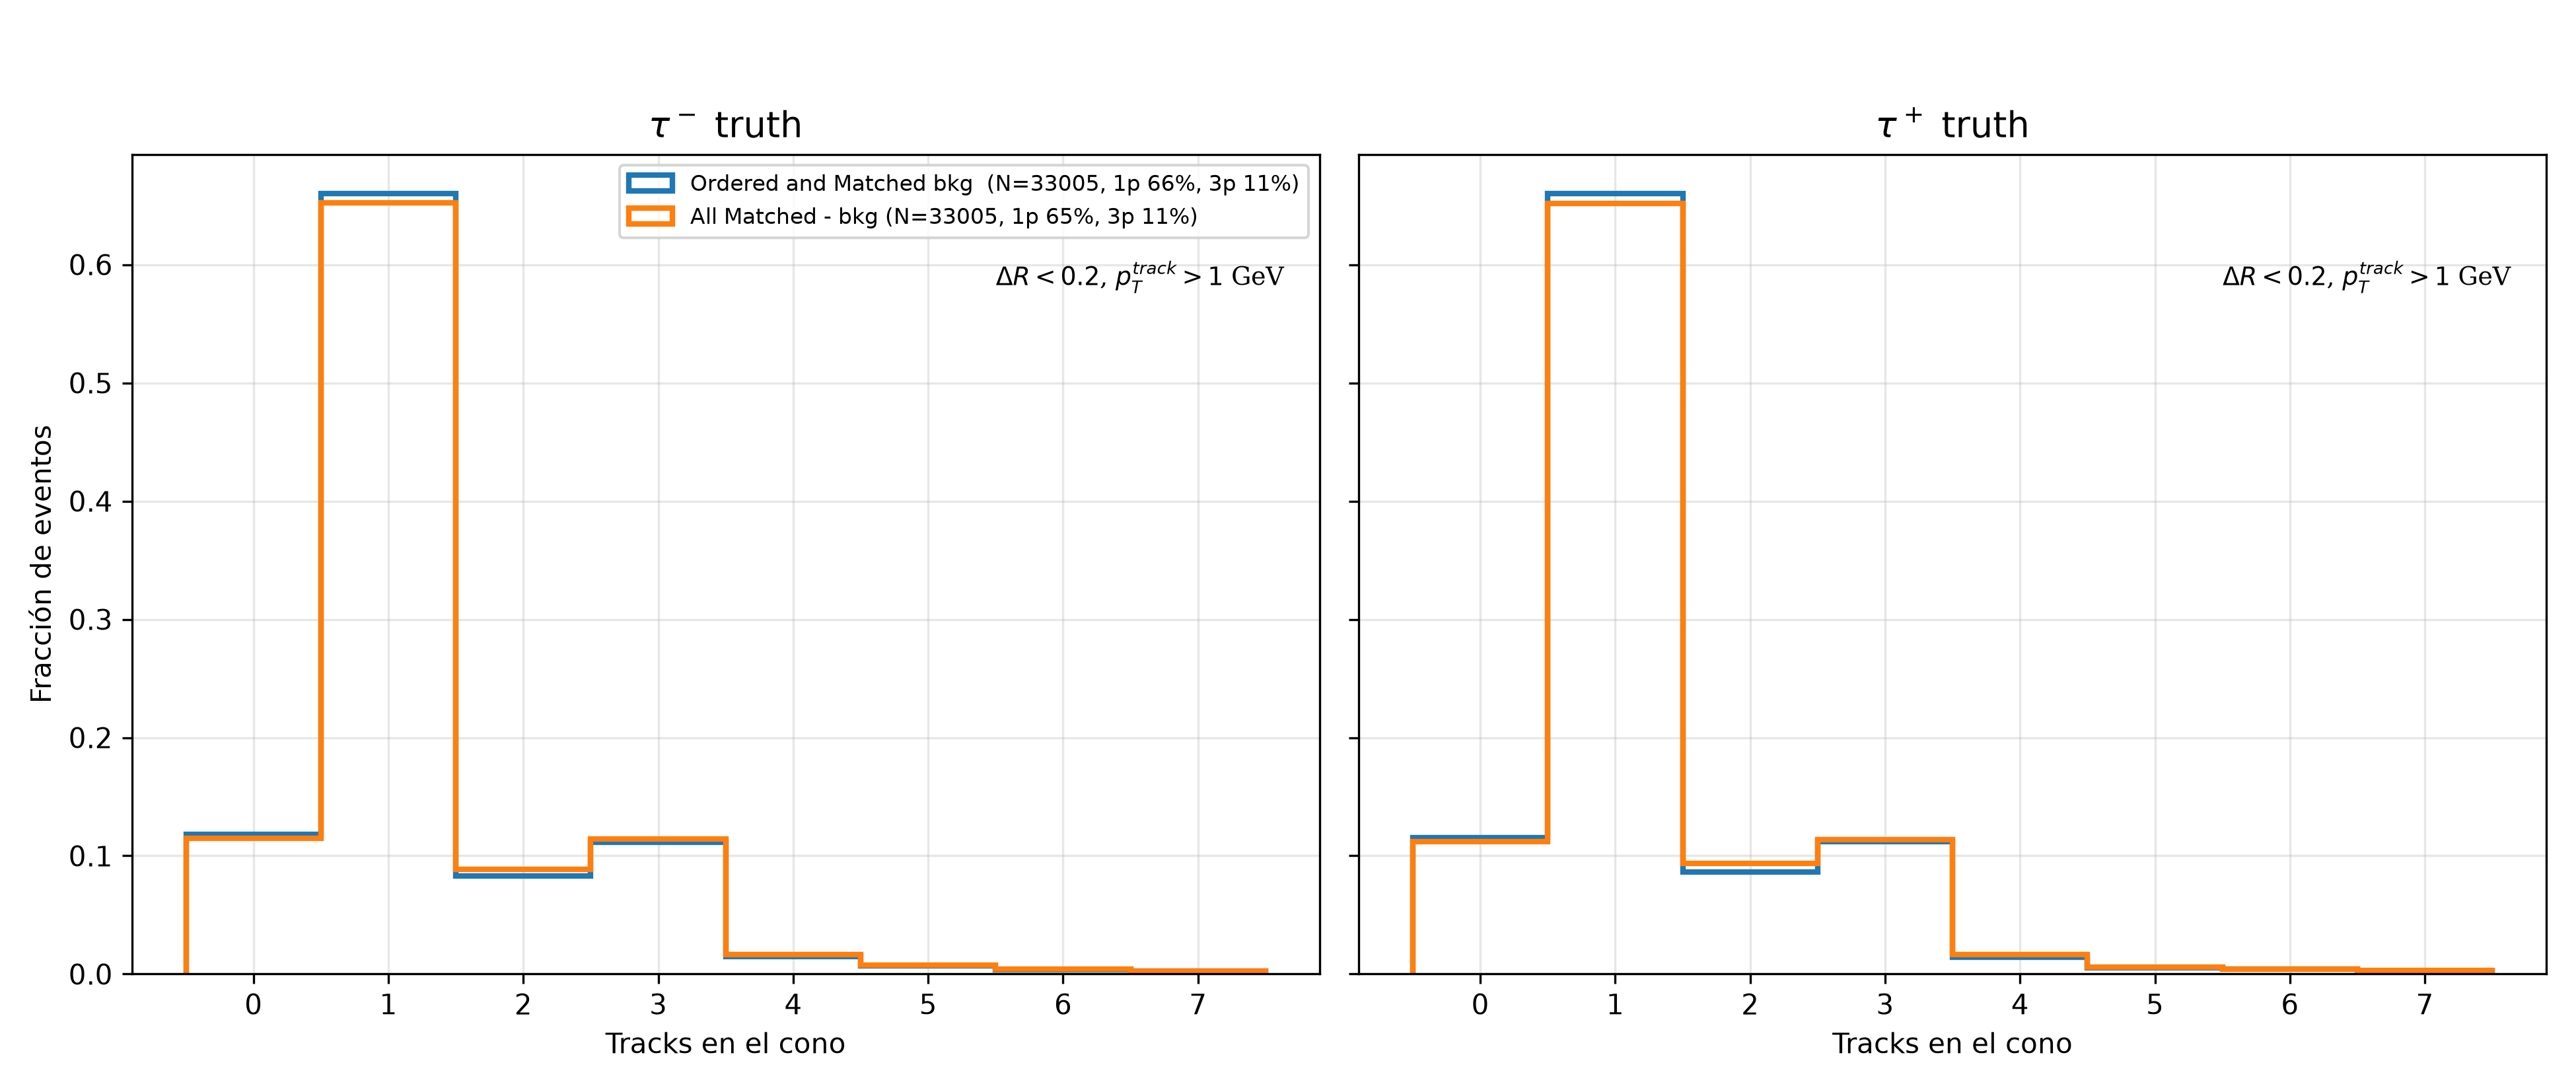 τ⁻ truth
Ordered and Matched bkg  (N=33005, 1p 66%, 3p 11%)
All Matched - bkg (N=33005, 1p 65%, 3p 11%)
ΔR < 0.2, p_T^track > 1 GeV
Fracción de eventos
0.6
0.5
0.4
0.3
0.2
0.1
0.0
0 1 2 3 4 5 6 7
Tracks en el cono
τ⁺ truth
ΔR < 0.2, p_T^track > 1 GeV
0 1 2 3 4 5 6 7
Tracks en el cono